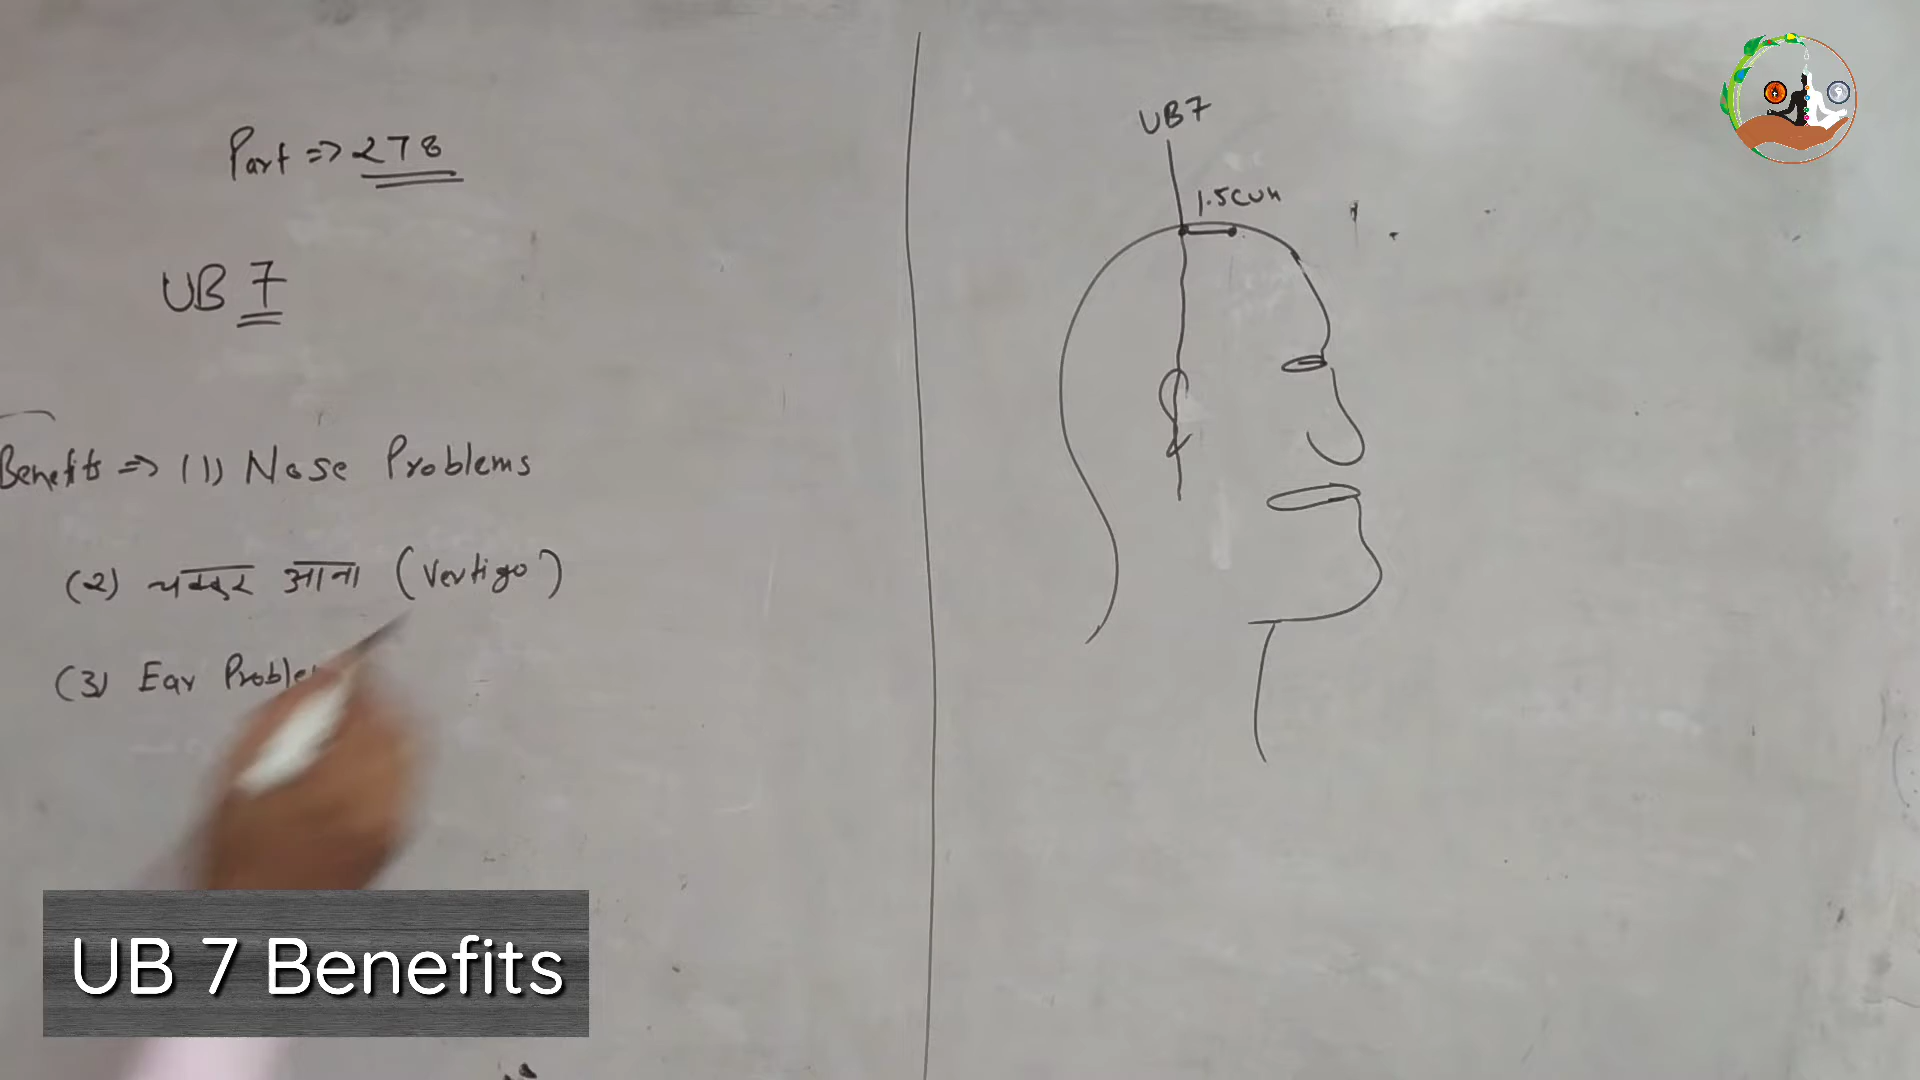 Part => 278
UB 7
Benefits => (1) Nose Problems
(2) चक्कर आना (Vertigo)
(3) Ear
UB7
1.5cun
UB 7 Benefits